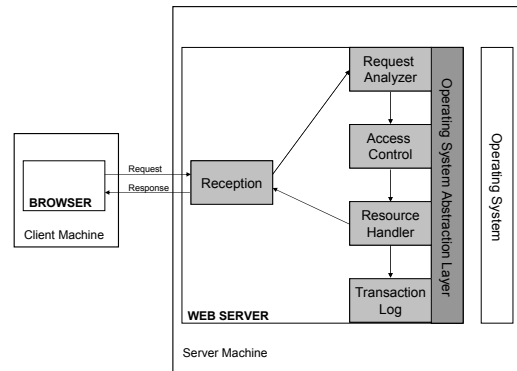 Request
Analyzer
Access
Control
Resource
Handler
Transaction
Log
Operating System Abstraction Layer
Operating System
Request
Response
Reception
BROWSER
Client Machine
WEB SERVER
Server Machine